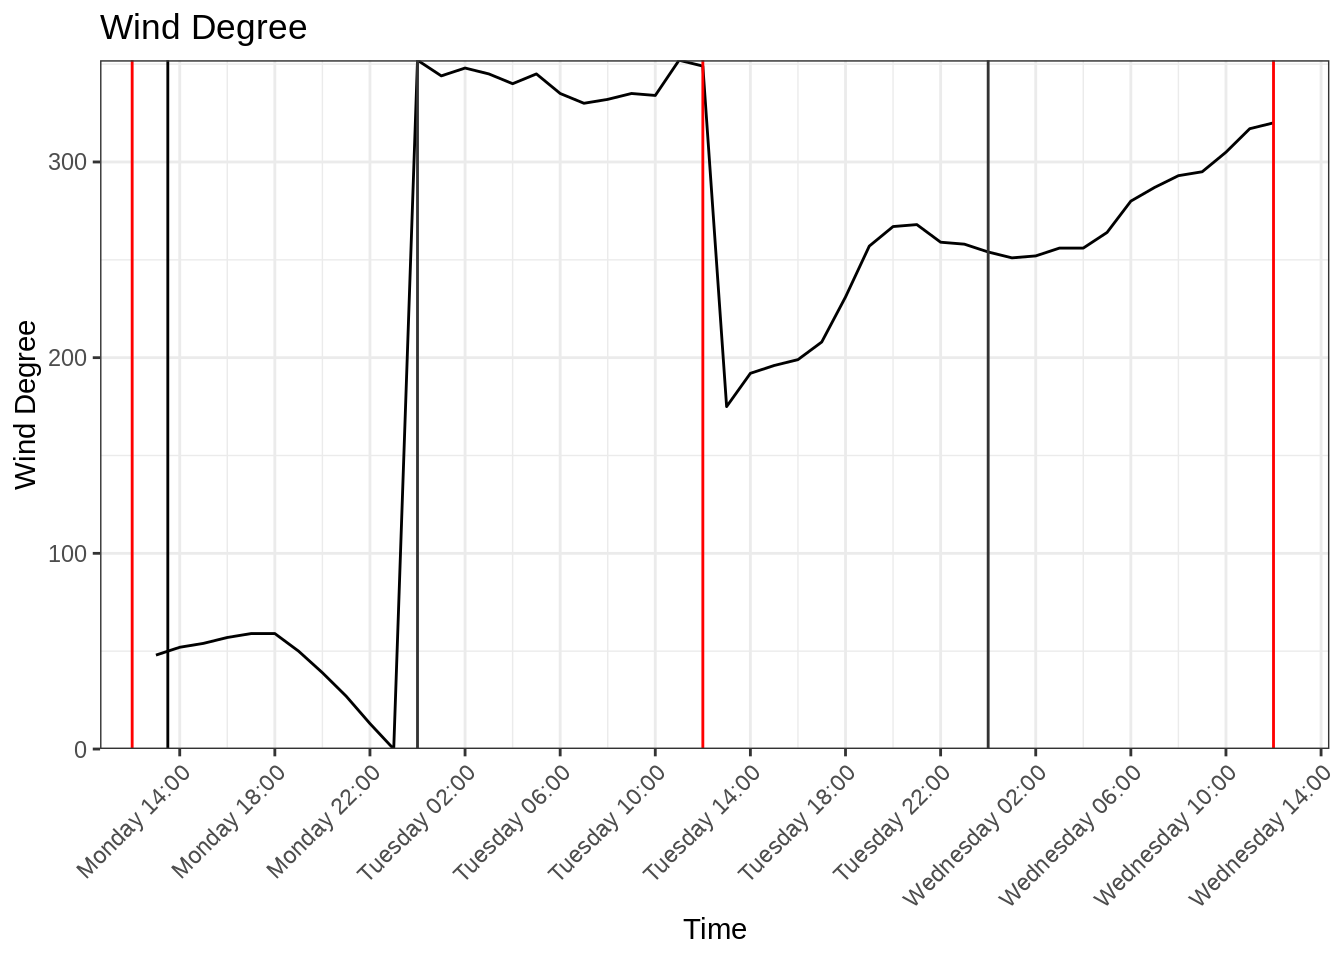 Wind Degree
Wind Degree
300
200
100
0
Monday 14:00
Monday 18:00
Monday 22:00
Tuesday 02:00
Tuesday 06:00
Tuesday 10:00
Tuesday 14:00
Tuesday 18:00
Tuesday 22:00
Wednesday 02:00
Wednesday 06:00
Wednesday 10:00
Wednesday 14:00
Time